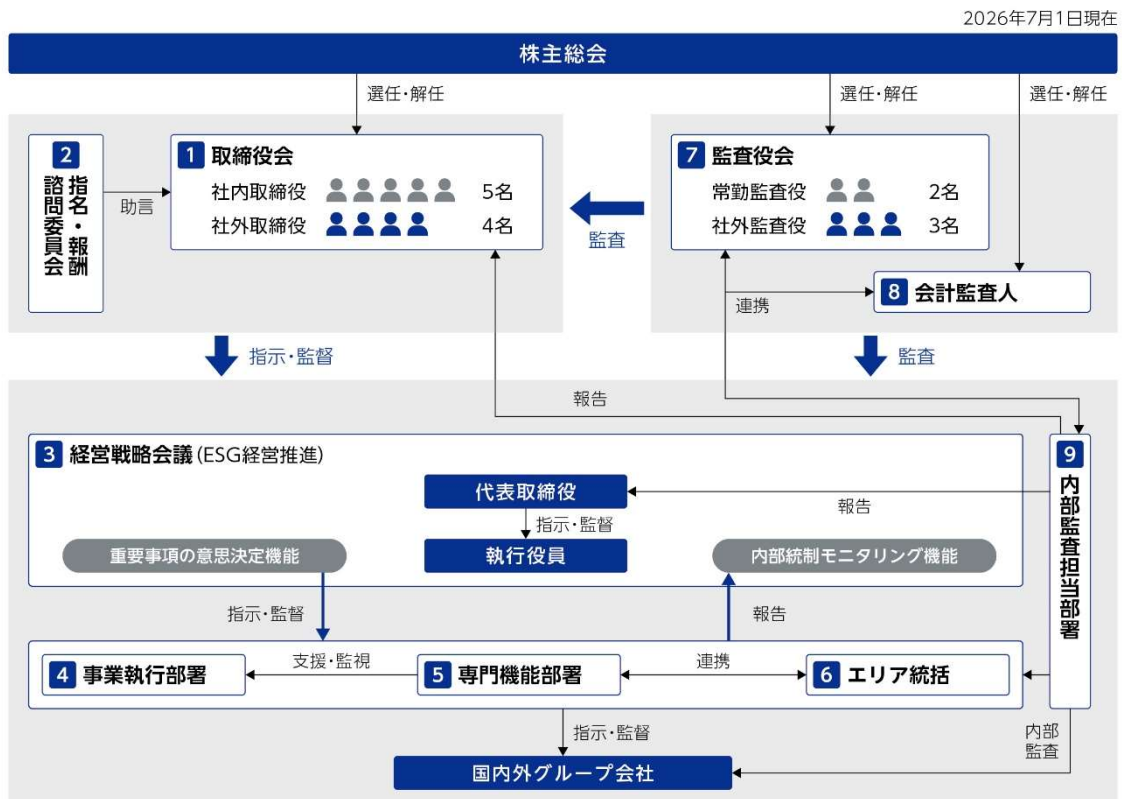 2026年7月1日現在
株主総会
選任・解任
選任・解任
選任・解任
2 指名・報酬
諮問委員会
助言
1 取締役会
社内取締役 5名
社外取締役 4名
監査
7 監査役会
常勤監査役 2名
社外監査役 3名
連携
8 会計監査人
指示・監督
監査
報告
3 経営戦略会議(ESG経営推進)
代表取締役
報告
指示・監督
重要事項の意思決定機能
執行役員
内部統制モニタリング機能
9 内部監査担当部署
指示・監督
報告
4 事業執行部署
支援・監視
5 専門機能部署
連携
6 エリア統括
指示・監督
内部
監査
国内外グループ会社